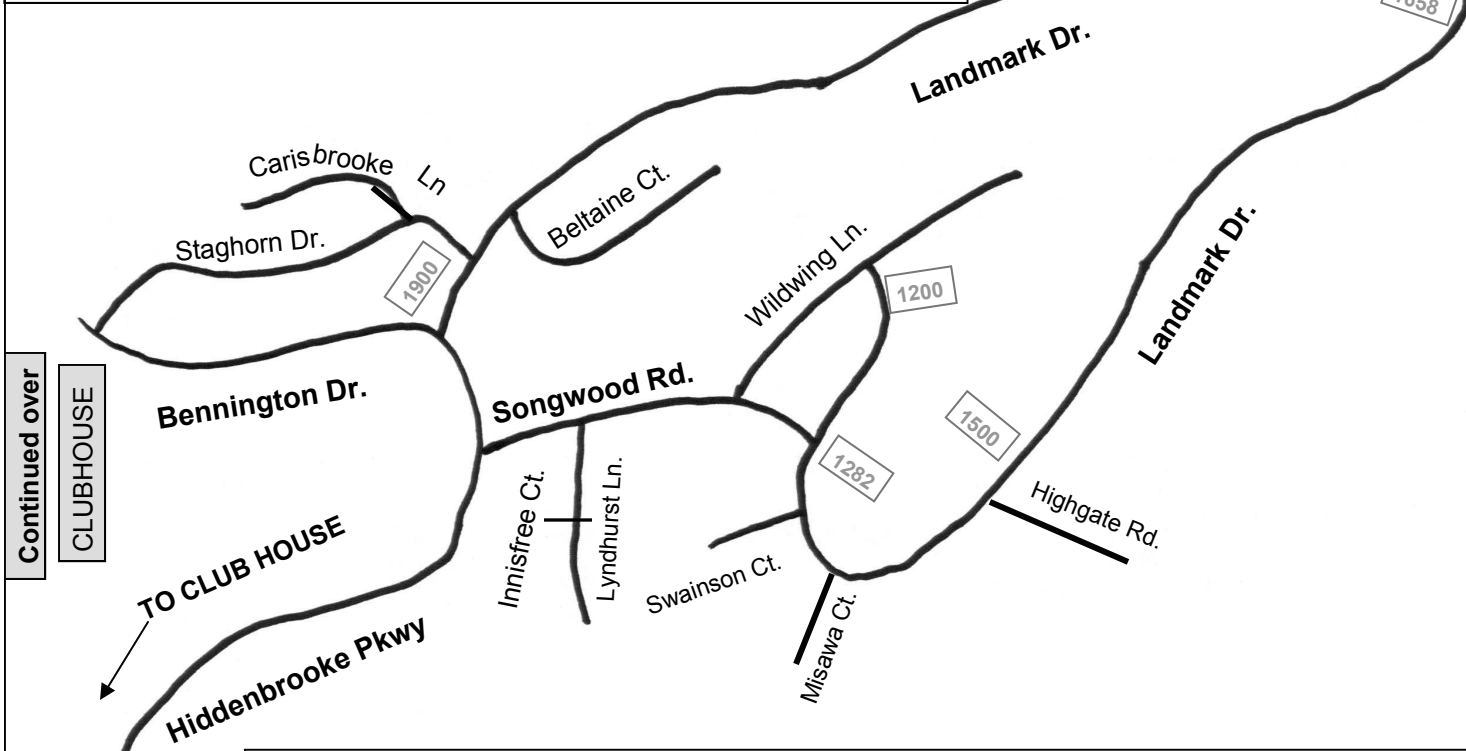 1658
Landmark Dr.
Carisbrooke Ln
Beltaine Ct.
Staghorn Dr.
1900
Wildwing Ln.
1200
Landmark Dr.
Continued over
CLUBHOUSE
Bennington Dr.
Songwood Rd.
1500
1282
Innisfree Ct.
Lyndhurst Ln.
Highgate Rd.
TO CLUB HOUSE
Swainson Ct.
Misawa Ct.
Hiddenbrooke Pkwy